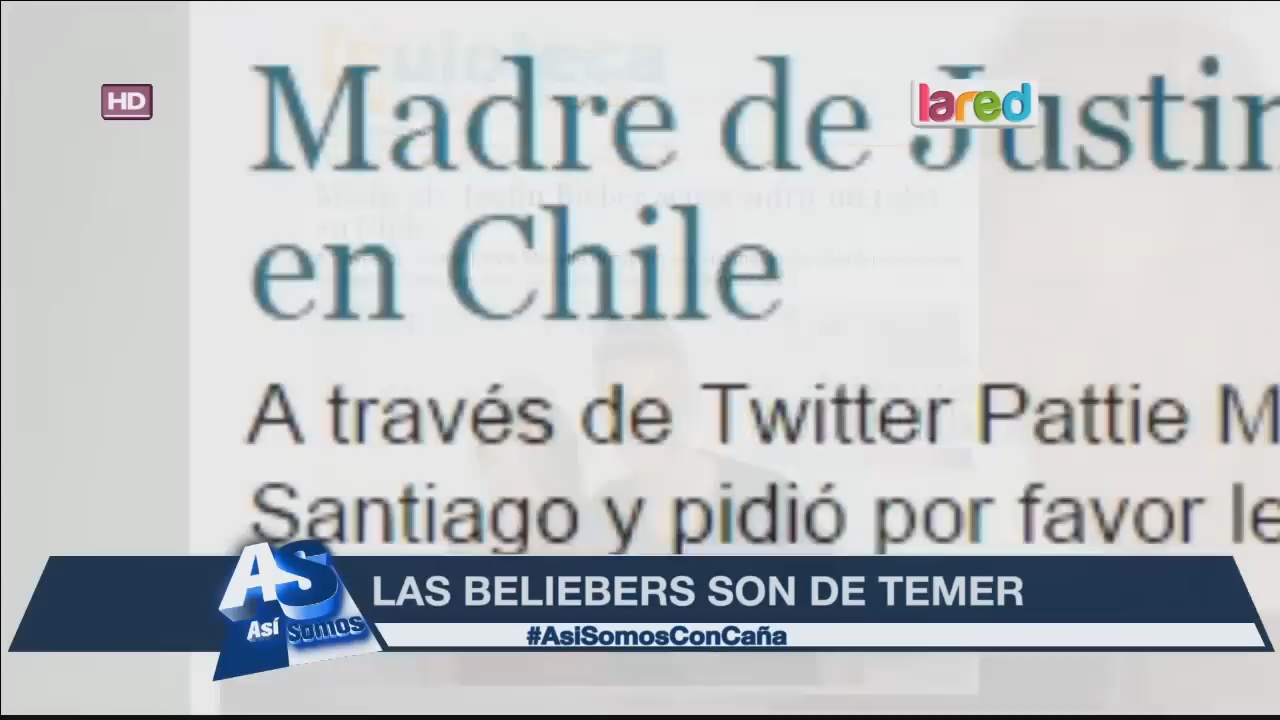 HD
lared
Madre de Justin
en Chile
A través de Twitter Pattie M
Santiago y pidió por favor le
AS
Así Somos
LAS BELIEBERS SON DE TEMER
#AsiSomosConCaña